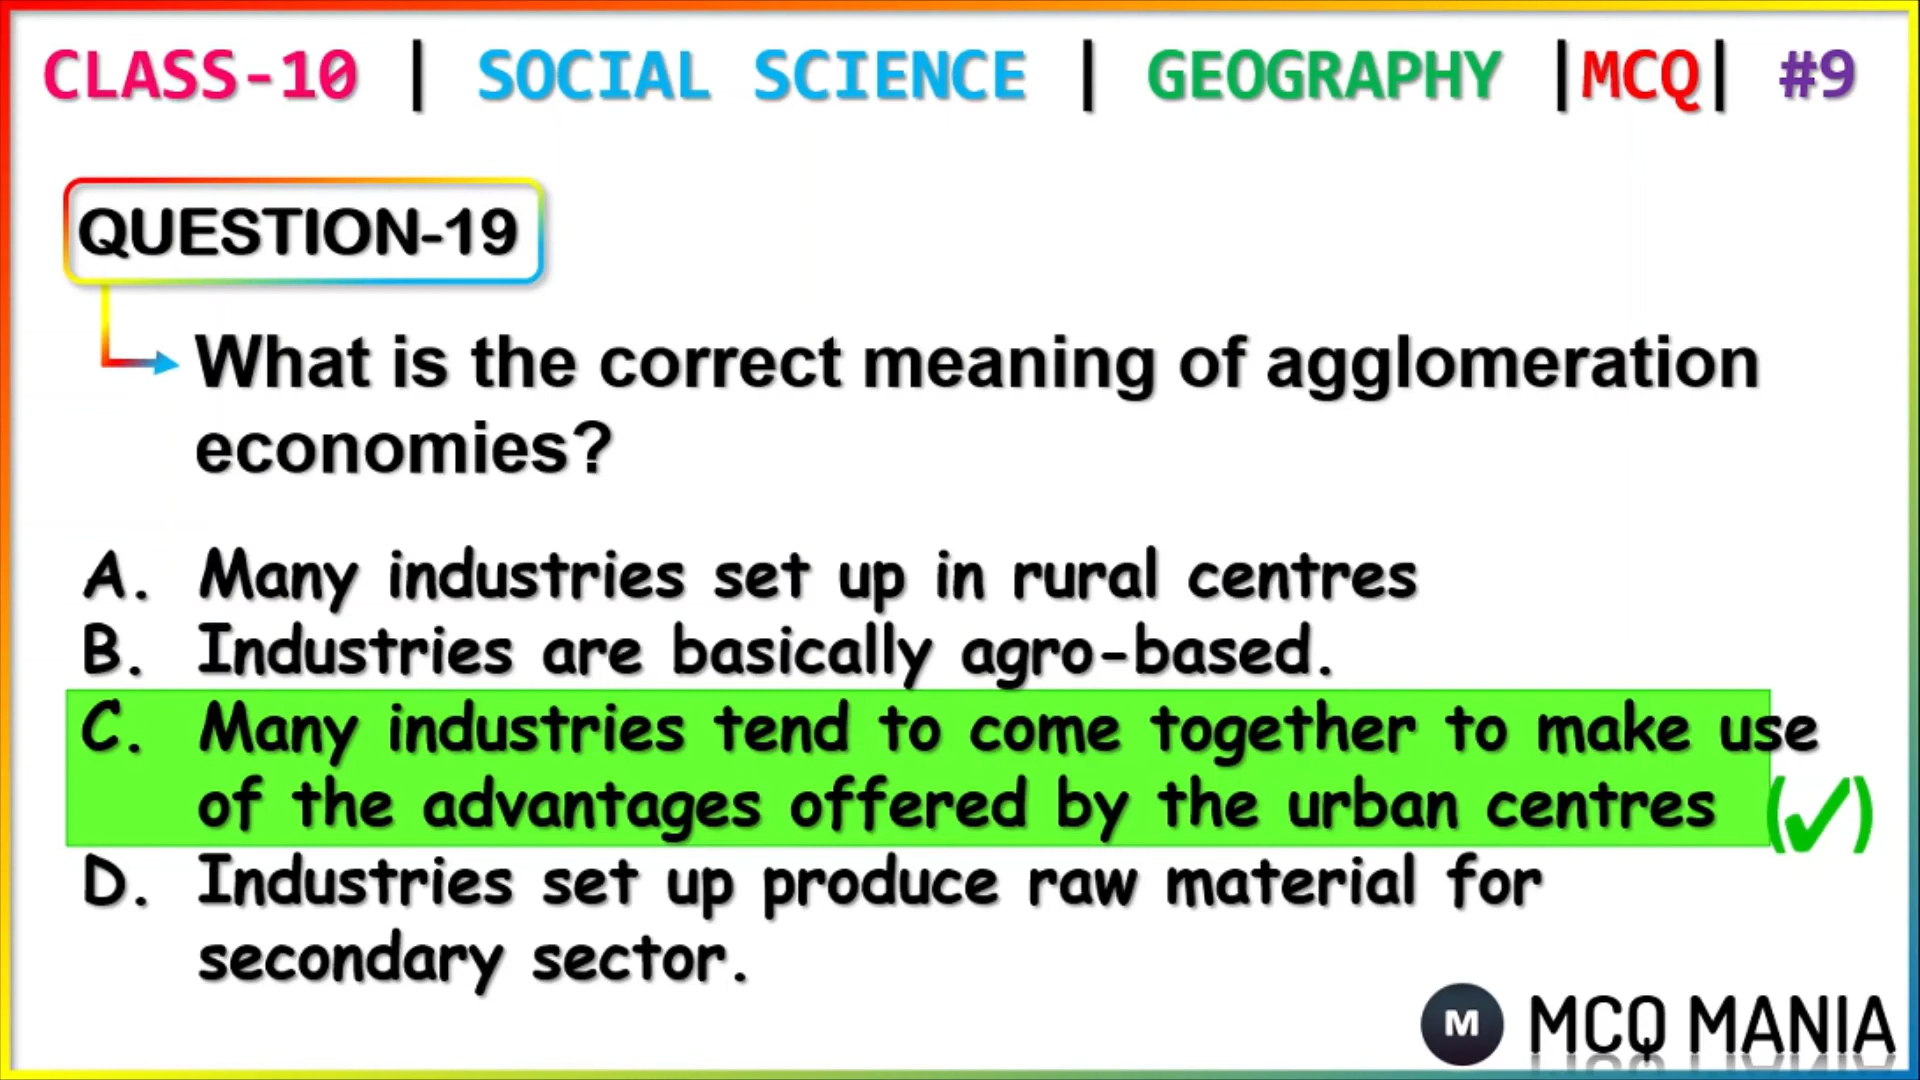 CLASS-10 | SOCIAL SCIENCE | GEOGRAPHY |MCQ| #9
QUESTION-19
What is the correct meaning of agglomeration
economies?
A. Many industries set up in rural centres
B. Industries are basically agro-based.
C. Many industries tend to come together to make use
of the advantages offered by the urban centres (✓)
D. Industries set up produce raw material for
secondary sector.
M MCQ MANIA